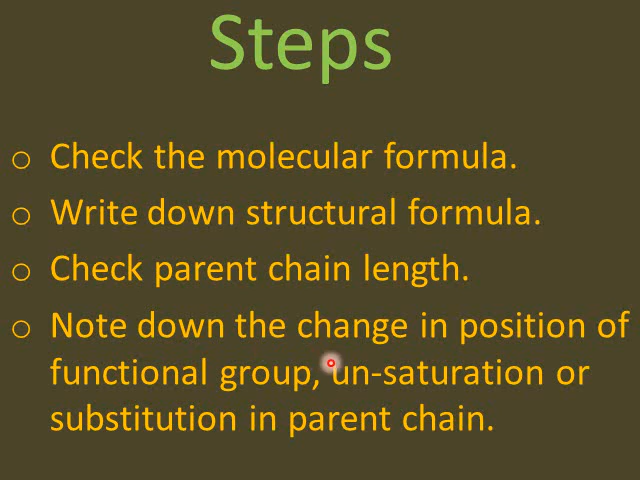 Steps
o Check the molecular formula.
o Write down structural formula.
o Check parent chain length.
o Note down the change in position of
functional group, un-saturation or
substitution in parent chain.